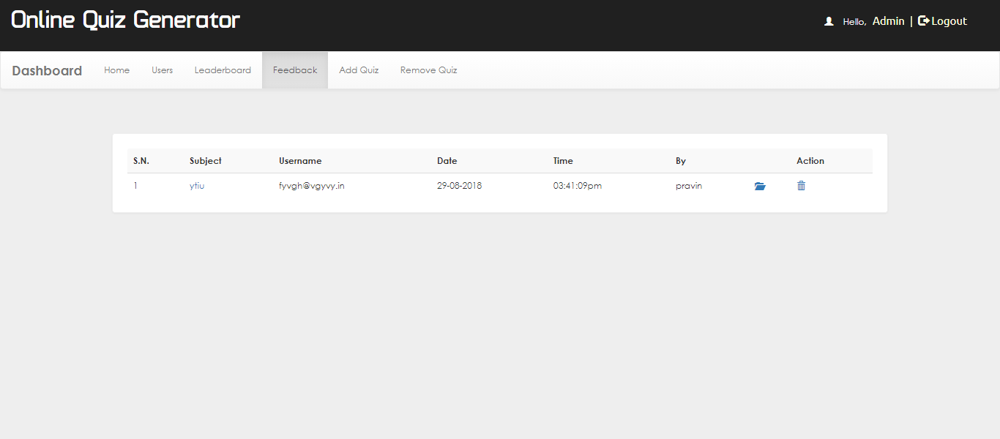 Online Quiz Generator
Hello, Admin | Logout
Dashboard Home Users Leaderboard Feedback Add Quiz Remove Quiz
S.N. Subject Username Date Time By Action
1 ytiu fyvgh@vgyvy.in 29-08-2018 03:41:09pm pravin